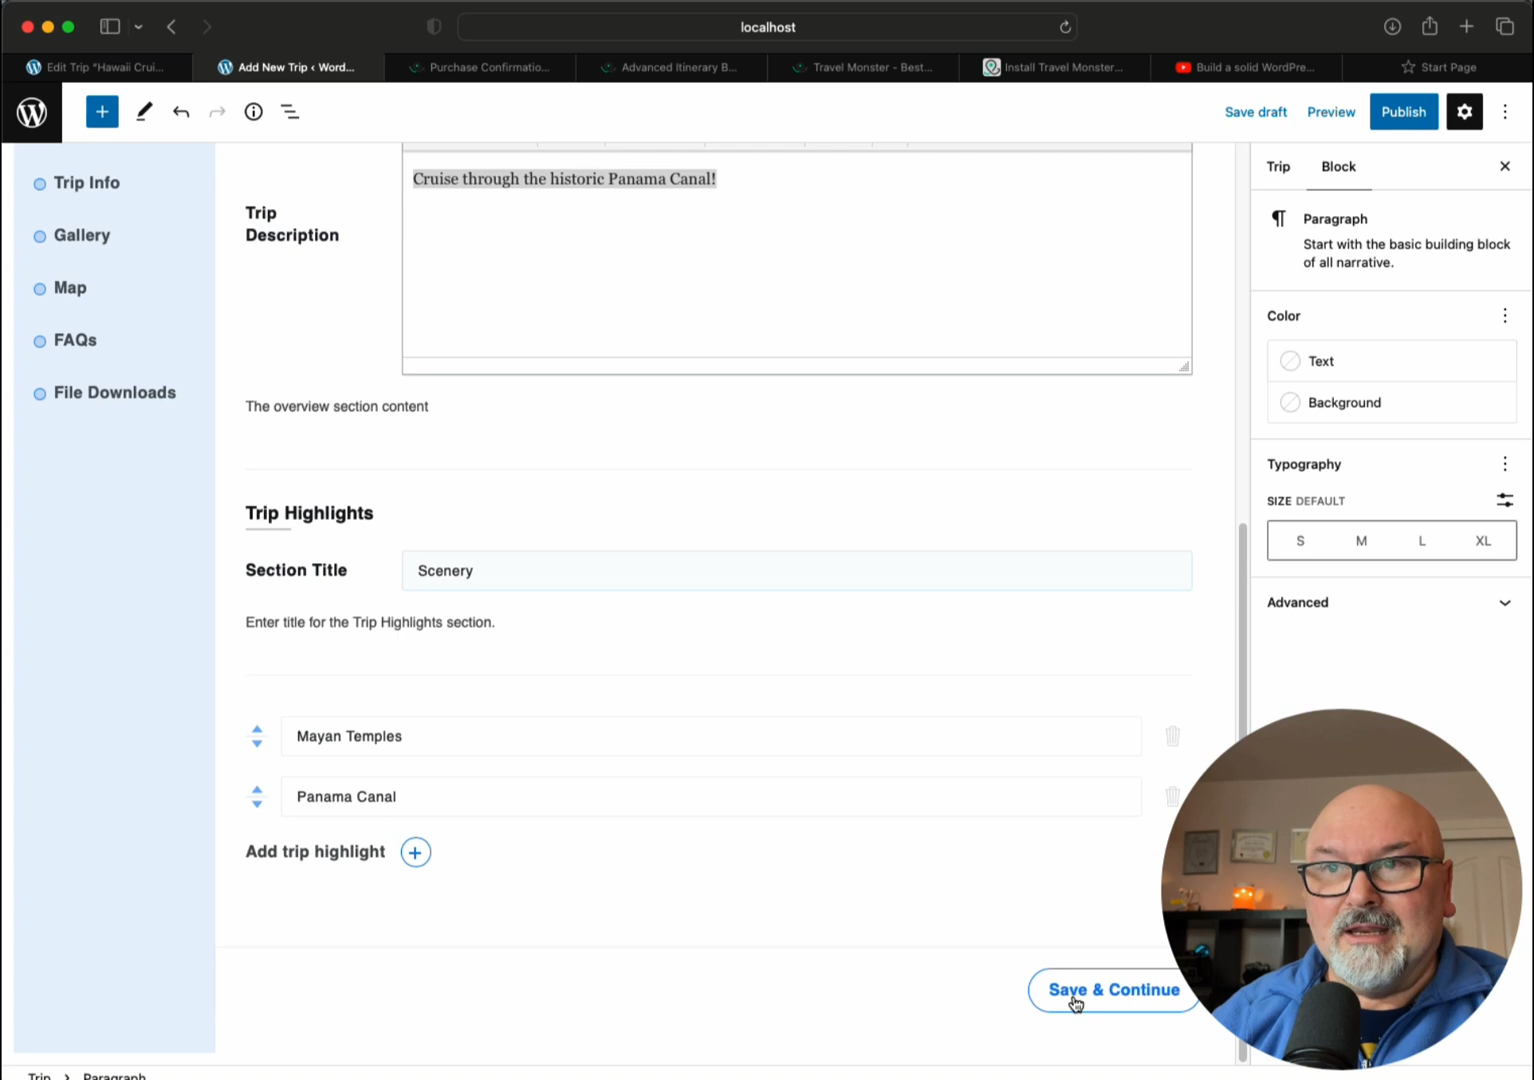 localhost
Edit Trip "Hawaii Crui...
Add New Trip ‹ Word...
Purchase Confirmatio...
Advanced Itinerary B...
Travel Monster - Best...
Install Travel Monster...
Build a solid WordPre...
Start Page
Save draft
Preview
Publish
Trip Info
Gallery
Map
FAQs
File Downloads
Trip
Description
Cruise through the historic Panama Canal!
The overview section content
Trip Highlights
Section Title
Scenery
Enter title for the Trip Highlights section.
Mayan Temples
Panama Canal
Add trip highlight
Save & Continue
Trip
Block
Paragraph
Start with the basic building block
of all narrative.
Color
Text
Background
Typography
SIZE DEFAULT
S M L XL
Advanced
Trip › Paragraph